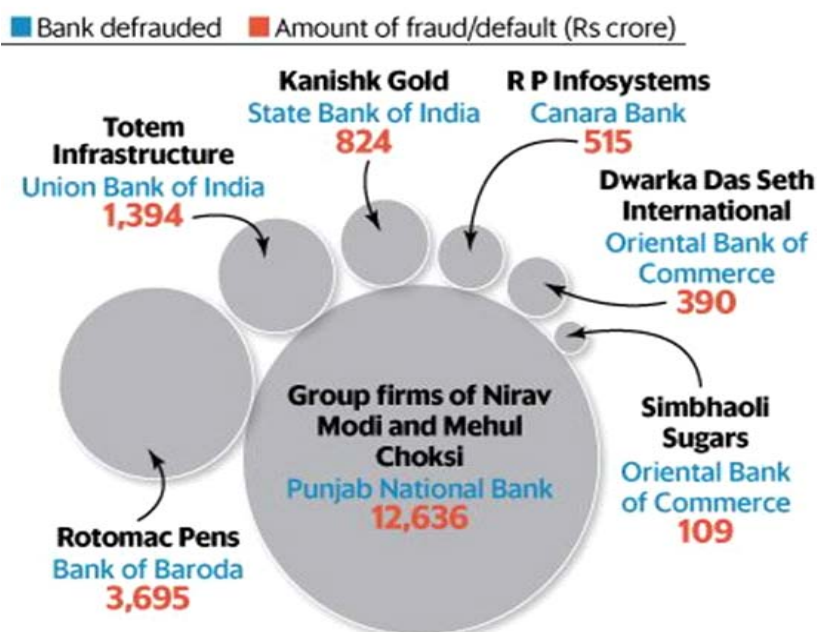 Bank defrauded Amount of fraud/default (Rs crore)
Kanishk Gold
State Bank of India
824
R P Infosystems
Canara Bank
515
Totem
Infrastructure
Union Bank of India
1,394
Dwarka Das Seth
International
Oriental Bank of
Commerce
390
Group firms of Nirav
Modi and Mehul
Choksi
Punjab National Bank
12,636
Simbhaoli
Sugars
Oriental Bank
of Commerce
109
Rotomac Pens
Bank of Baroda
3,695